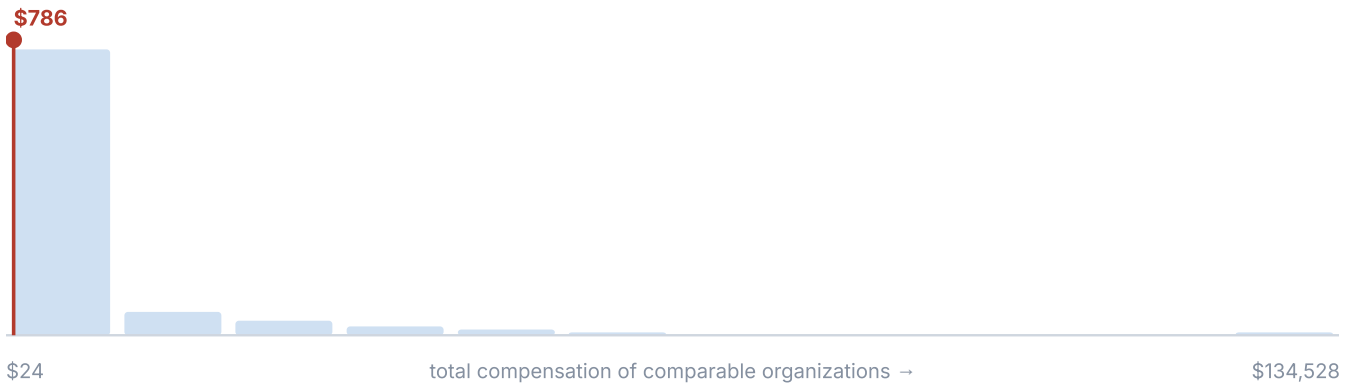 $786
$24
total compensation of comparable organizations →
$134,528